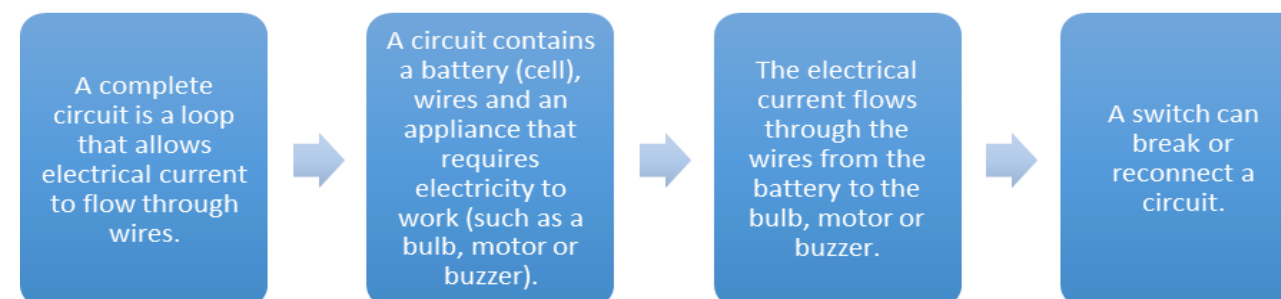 A complete
circuit is a loop
that allows
electrical current
to flow through
wires.
A circuit contains
a battery (cell),
wires and an
appliance that
requires
electricity to
work (such as a
bulb, motor or
buzzer).
The electrical
current flows
through the
wires from the
battery to the
bulb, motor or
buzzer.
A switch can
break or
reconnect a
circuit.